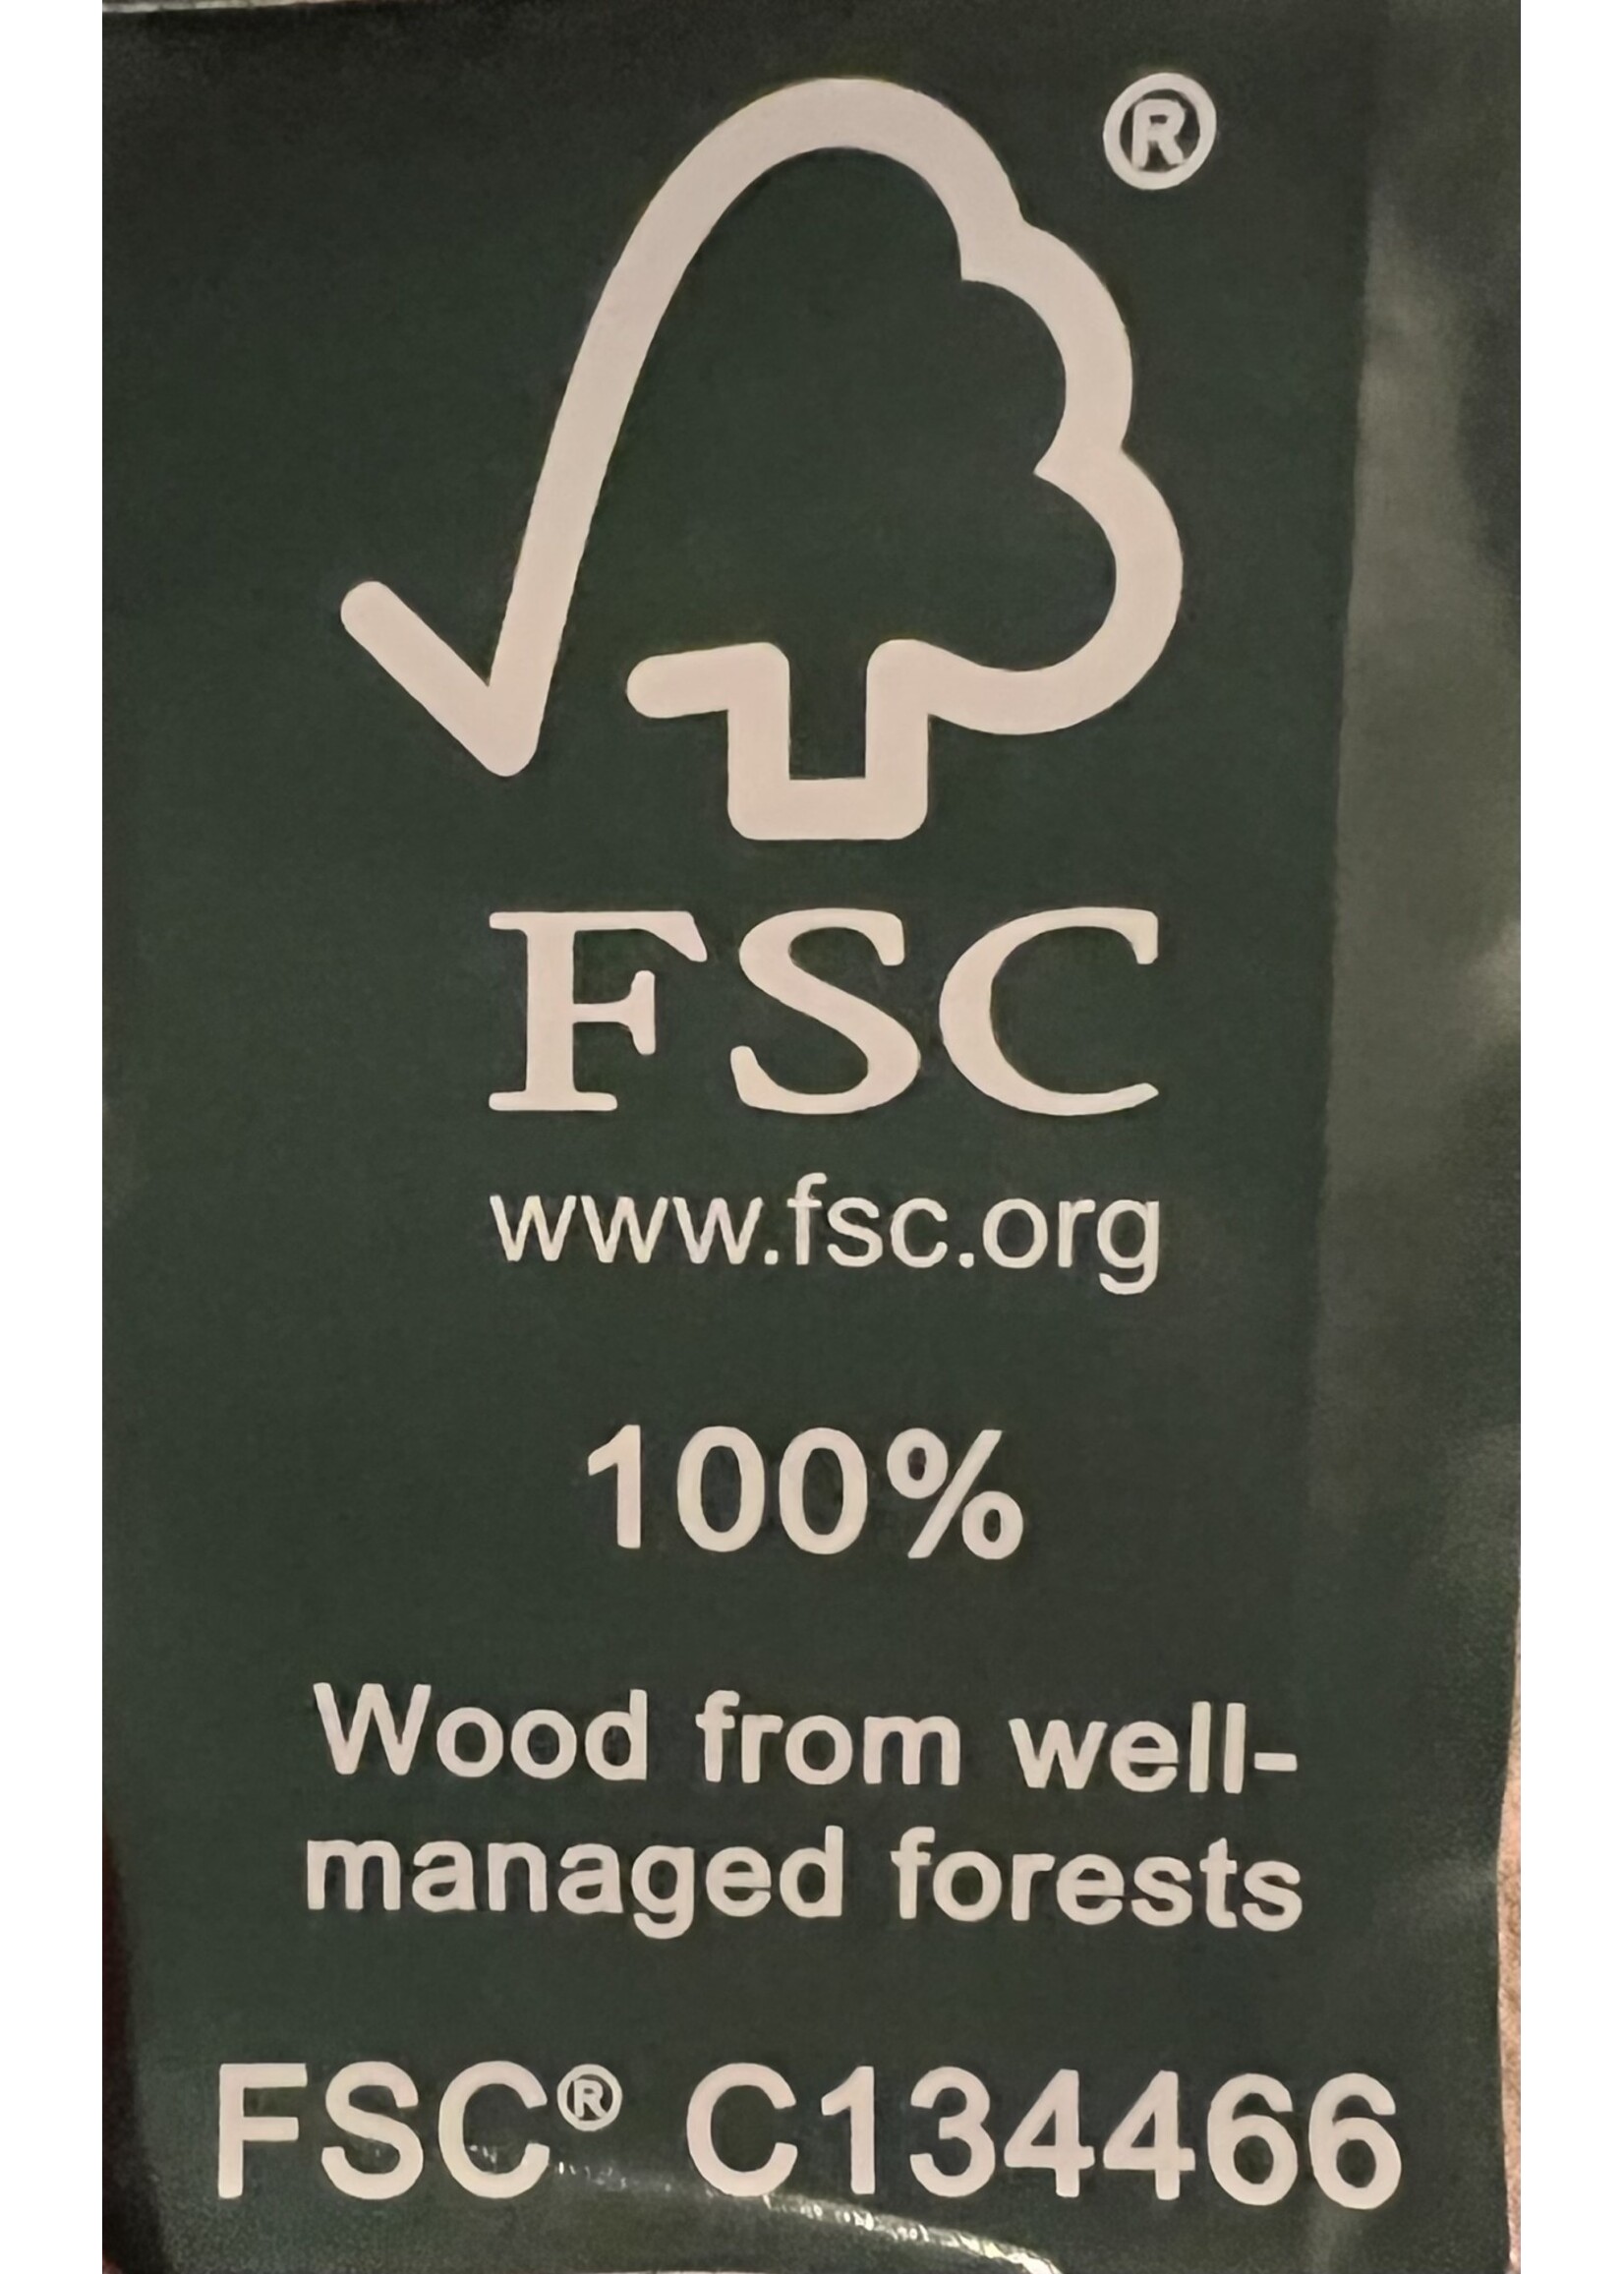 ®
FSC
www.fsc.org
100%
Wood from well-
managed forests
FSC® C134466